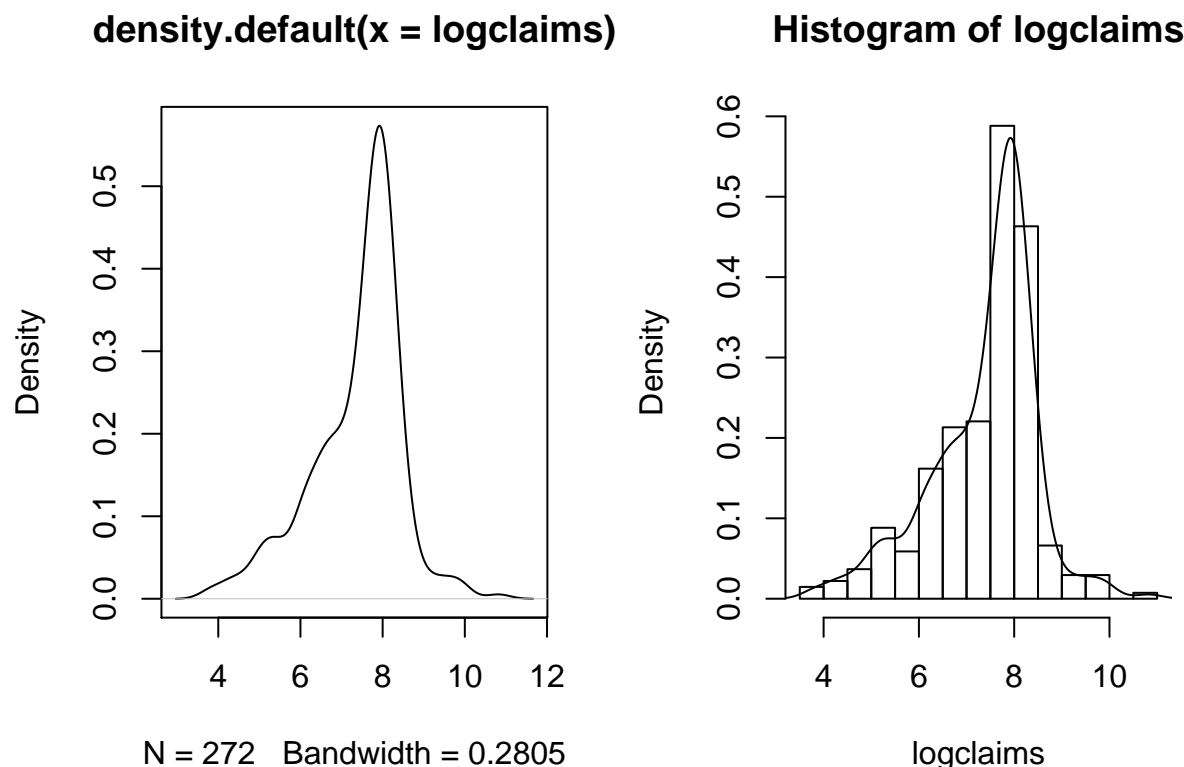 density.default(x = logclaims)
Density
0.0 0.1 0.2 0.3 0.4 0.5
4 6 8 10 12
N = 272 Bandwidth = 0.2805
Histogram of logclaims
Density
0.0 0.1 0.2 0.3 0.4 0.5 0.6
4 6 8 10
logclaims